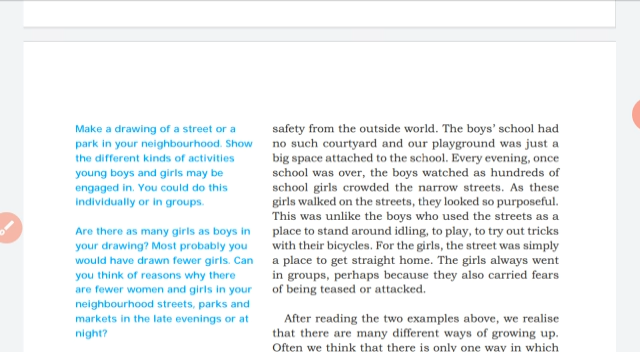 Make a drawing of a street or a
park in your neighbourhood. Show
the different kinds of activities
young boys and girls may be
engaged in. You could do this
individually or in groups.
Are there as many girls as boys in
your drawing? Most probably you
would have drawn fewer girls. Can
you think of reasons why there
are fewer women and girls in your
neighbourhood streets, parks and
markets in the late evenings or at
night?
safety from the outside world. The boys' school had
no such courtyard and our playground was just a
big space attached to the school. Every evening, once
school was over, the boys watched as hundreds of
school girls crowded the narrow streets. As these
girls walked on the streets, they looked so purposeful.
This was unlike the boys who used the streets as a
place to stand around idling, to play, to try out tricks
with their bicycles. For the girls, the street was simply
a place to get straight home. The girls always went
in groups, perhaps because they also carried fears
of being teased or attacked.
After reading the two examples above, we realise
that there are many different ways of growing up.
Often we think that there is only one way in which